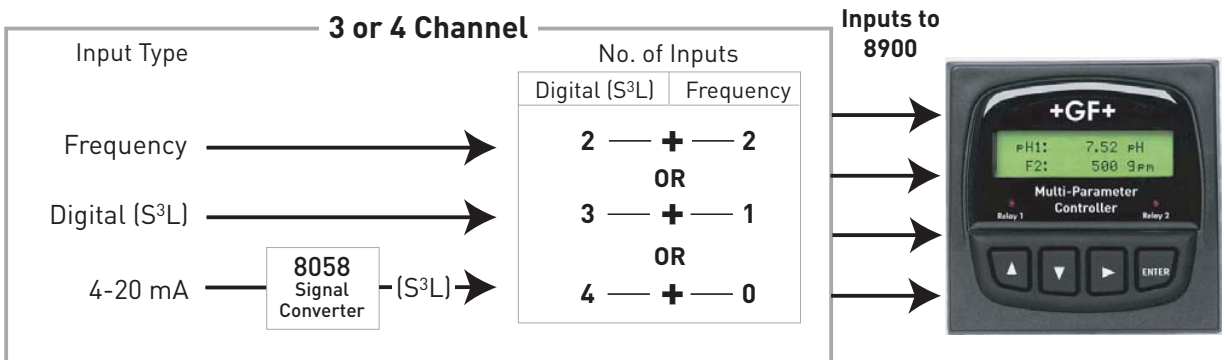 3 or 4 Channel
Input Type
No. of Inputs
Digital (S³L) Frequency
Frequency
Digital (S³L)
4-20 mA
8058
Signal
Converter
(S³L)
2 + 2
OR
3 + 1
OR
4 + 0
Inputs to
8900
+GF+
pH1: 7.52 pH
F2: 500 gpm
Multi-Parameter
Controller
Relay 1
Relay 2
ENTER